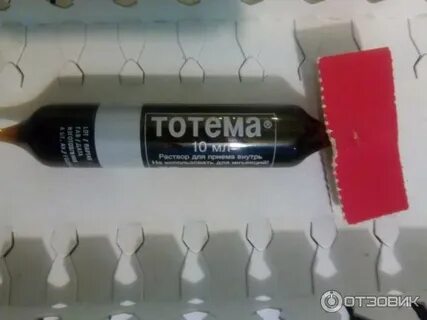 тотема®
10 мл
Раствор для приема внутрь
Не использовать для инъекций!
ОТЗОВИК